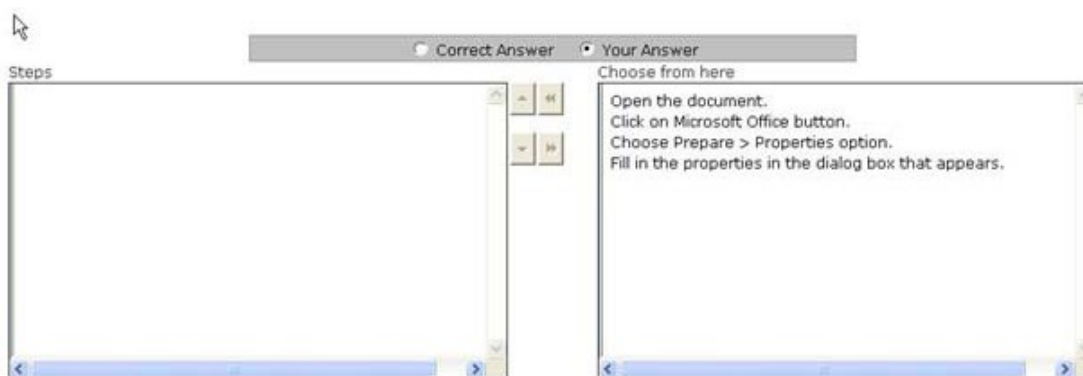 Correct Answer Your Answer
Steps
Choose from here
Open the document.
Click on Microsoft Office button.
Choose Prepare > Properties option.
Fill in the properties in the dialog box that appears.